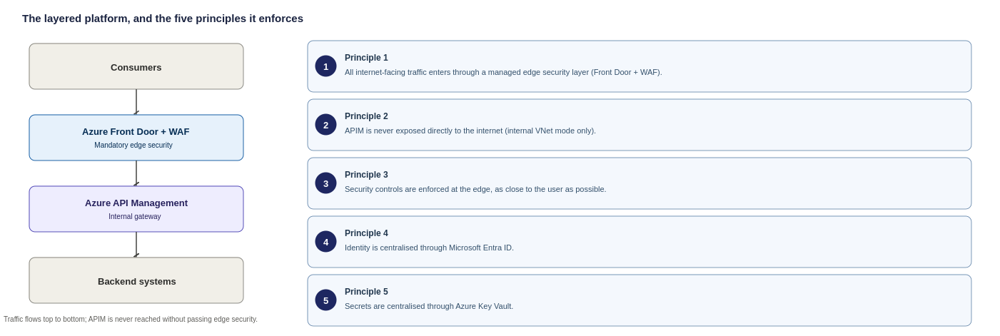 The layered platform, and the five principles it enforces
Consumers
Azure Front Door + WAF
Mandatory edge security
Azure API Management
Internal gateway
Backend systems
Traffic flows top to bottom; APIM is never reached without passing edge security.
1
Principle 1
All internet-facing traffic enters through a managed edge security layer (Front Door + WAF).
2
Principle 2
APIM is never exposed directly to the internet (internal VNet mode only).
3
Principle 3
Security controls are enforced at the edge, as close to the user as possible.
4
Principle 4
Identity is centralised through Microsoft Entra ID.
5
Principle 5
Secrets are centralised through Azure Key Vault.